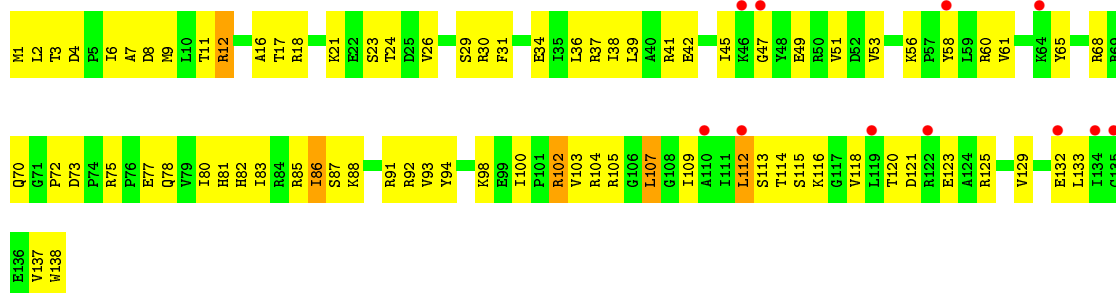 M1 L2 T3 D4 P5 I6 A7 D8 M9 L10 T11 R12 A16 T17 R18 K21 E22 S23 T24 D25 V26 S29 R30 F31 E34 I35 L36 R37 I38 L39 A40 R41 E42 I45 K46 G47 Y48 E49 R50 V51 D52 V53 K56 P57 Y58 L59 R60 V61 K64 Y65 R68
Q70 G71 P72 D73 P74 R75 P76 E77 Q78 V79 I80 H81 H82 I83 R84 R85 I86 S87 K88 R91 R92 V93 Y94 K98 E99 I100 P101 R102 V103 R104 R105 G106 L107 G108 I109 A110 I111 L112 S113 T114 S115 K116 G117 V118 L119 T120 D121 R122 E123 A124 R125 V129 E132 L133 I134
E136 V137 W138